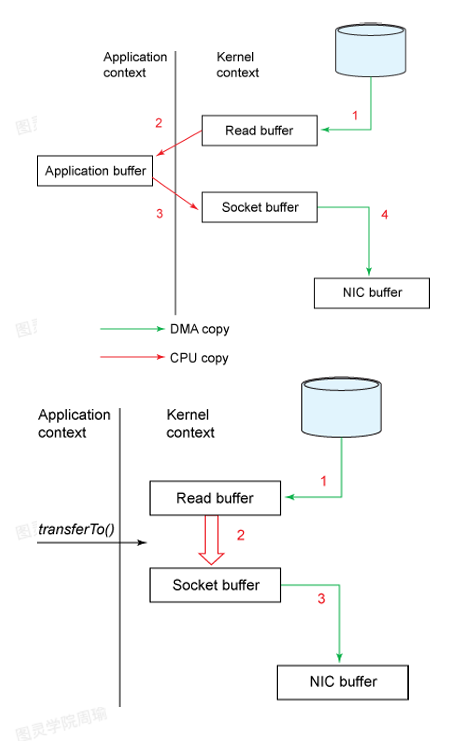 Application
context
Kernel
context
1
2
Read buffer
Application buffer
3
Socket buffer
4
NIC buffer
DMA copy
CPU copy
Application
context
Kernel
context
1
Read buffer
transferTo()
2
Socket buffer
3
NIC buffer
图灵学院周瑜